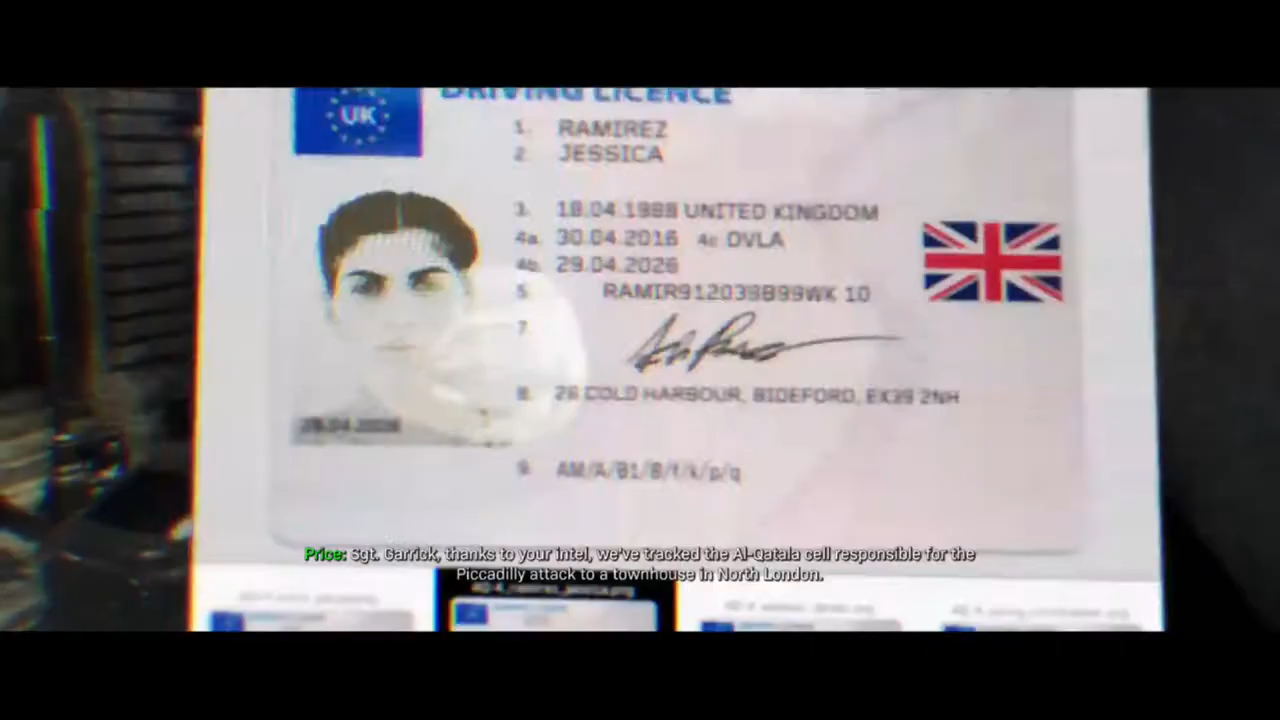 DRIVING LICENCE
UK
1. RAMIREZ
2. JESSICA
3. 18.04.1988 UNITED KINGDOM
4a. 30.04.2016 4c DVLA
4b. 29.04.2026
5. RAMIR912039B99WK 10
7.
8. 26 COLD HARBOUR, BIDEFORD, EX39 2NH
9. AM/A/B1/B/f/k/p/q
Price: Sgt. Garrick, thanks to your intel, we've tracked the Al-Qatala cell responsible for the
Piccadilly attack to a townhouse in North London.